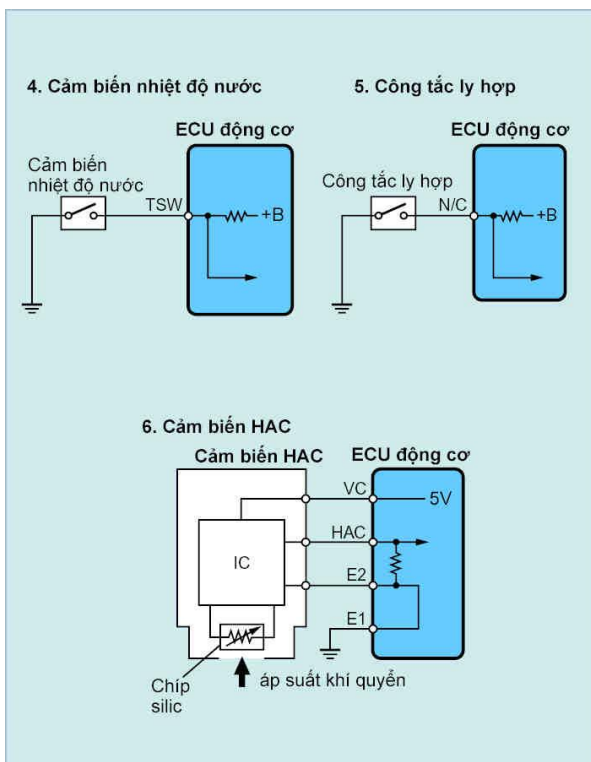 4. Cảm biến nhiệt độ nước
ECU động cơ
Cảm biến
nhiệt độ nước
TSW
+B
5. Công tắc ly hợp
ECU động cơ
Công tắc ly hợp
N/C
+B
6. Cảm biến HAC
Cảm biến HAC
ECU động cơ
VC
5V
HAC
IC
E2
E1
Chíp
silic
áp suất khí quyển